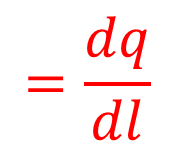 = dq/dl